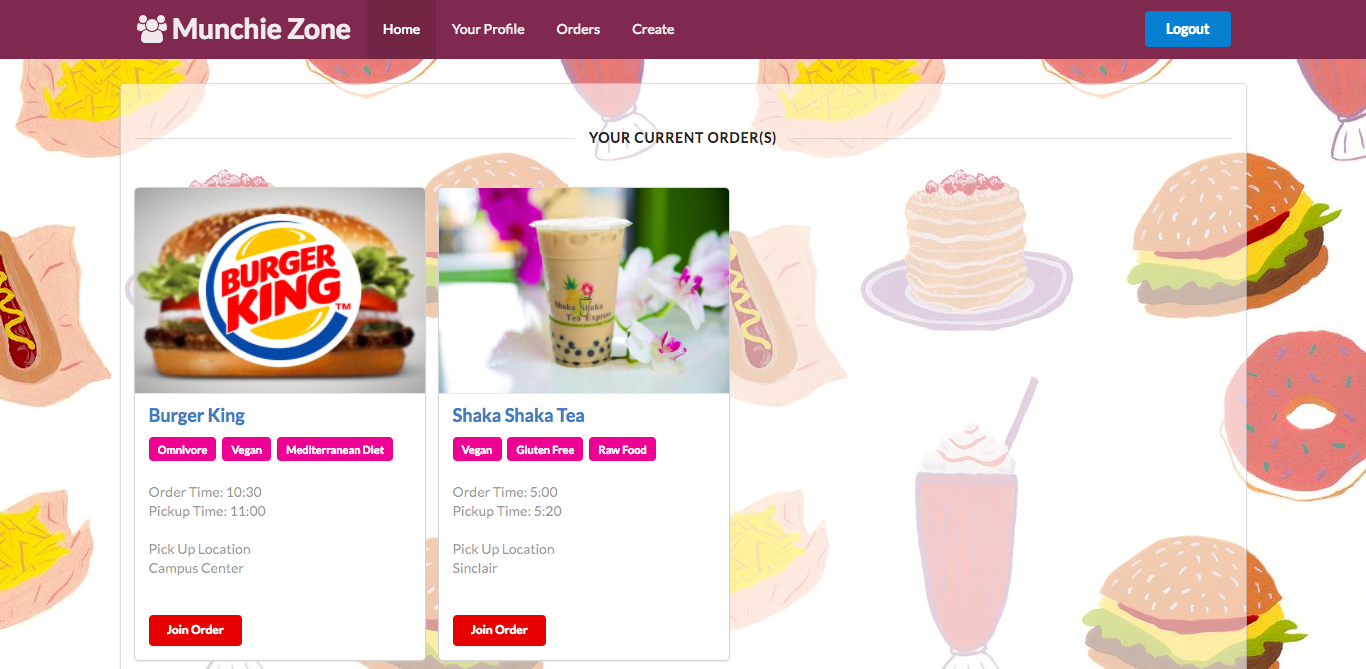 Munchie Zone
Home
Your Profile
Orders
Create
Logout
YOUR CURRENT ORDER(S)
BURGER
KING
TM
Shaka Shaka
Tea Express
Burger King
Omnivore
Vegan
Mediterranean Diet
Order Time: 10:30
Pickup Time: 11:00
Pick Up Location
Campus Center
Join Order
Shaka Shaka Tea
Vegan
Gluten Free
Raw Food
Order Time: 5:00
Pickup Time: 5:20
Pick Up Location
Sinclair
Join Order